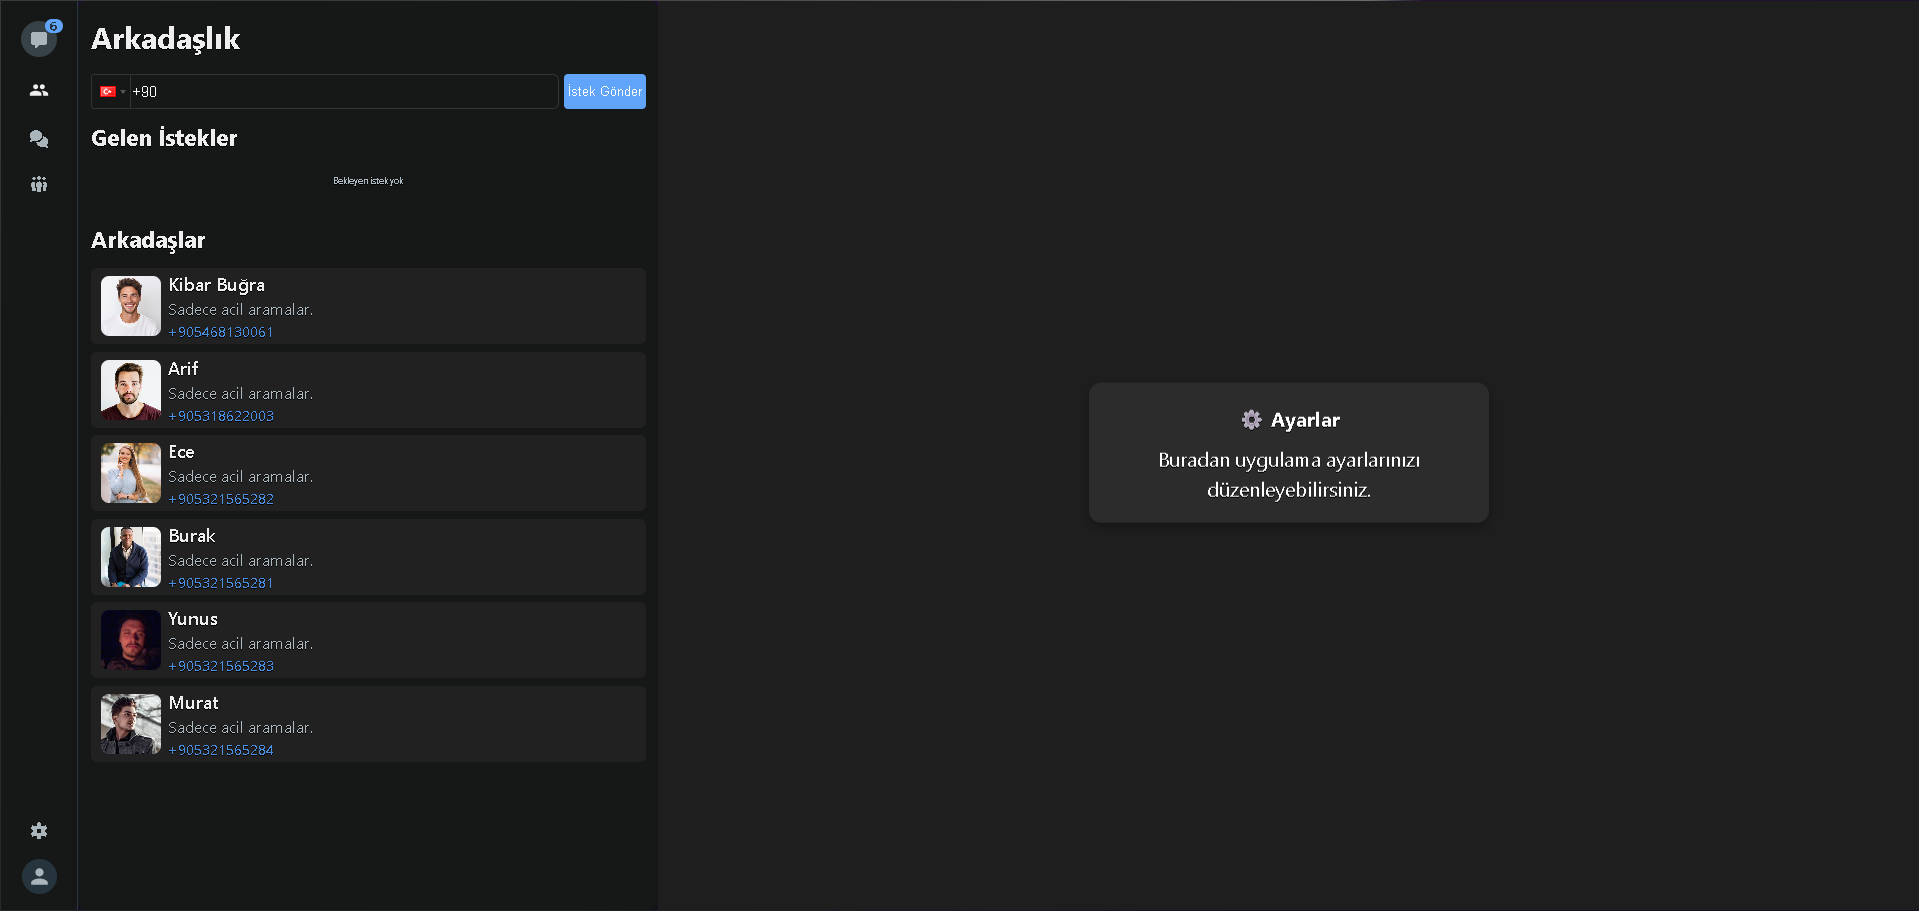 6
Arkadaşlık
+90
İstek Gönder
Gelen İstekler
Bekleyen istek yok
Arkadaşlar
Kibar Buğra
Sadece acil aramalar.
+905468130061
Arif
Sadece acil aramalar.
+905318622003
Ece
Sadece acil aramalar.
+905321565282
Burak
Sadece acil aramalar.
+905321565281
Yunus
Sadece acil aramalar.
+905321565283
Murat
Sadece acil aramalar.
+905321565284
Ayarlar
Buradan uygulama ayarlarınızı
düzenleyebilirsiniz.